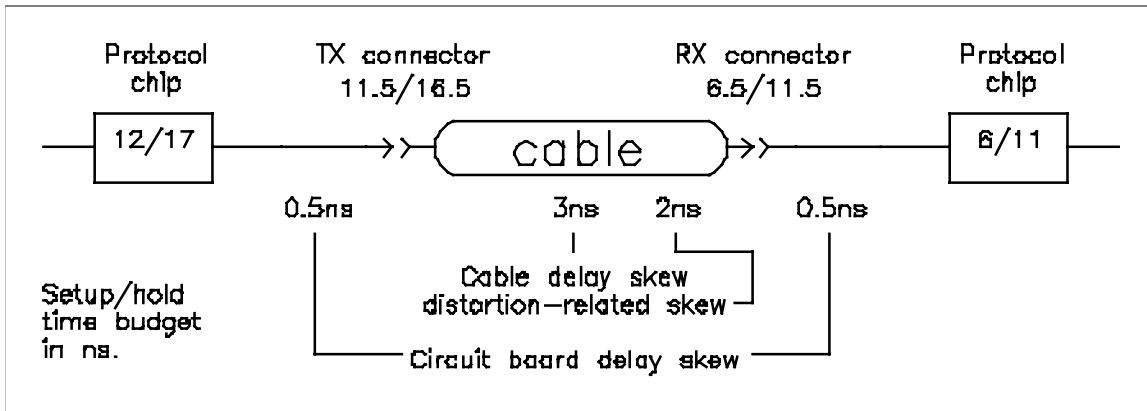 Protocol
chip
TX connector
11.5/16.5
RX connector
6.5/11.5
Protocol
chip
12/17
cable
6/11
0.5ns
3ns
2ns
0.5ns
Cable delay skew
distortion-related skew
Setup/hold
time budget
in ns.
Circuit board delay skew